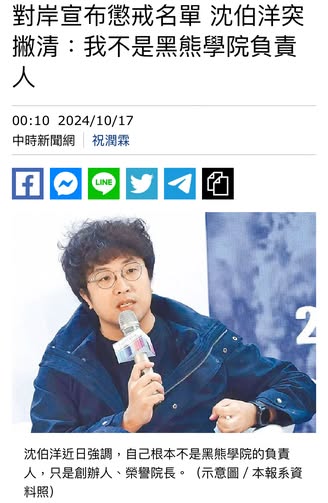 對岸宣布懲戒名單 沈伯洋突
撇清：我不是黑熊學院負責
人
00:10 2024/10/17
中時新聞網 祝潤霖
LINE
2
沈伯洋近日強調，自己根本不是黑熊學院的負責
人，只是創辦人、榮譽院長。（示意圖／本報系資
料照）